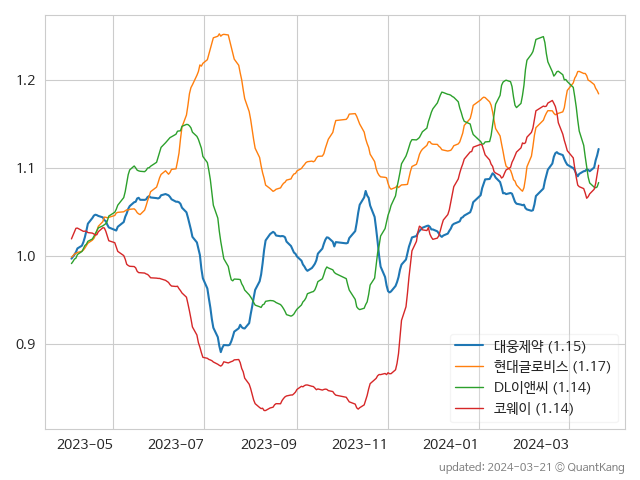 1.2
1.1
1.0
0.9
대웅제약 (1.15)
현대글로비스 (1.17)
DL이앤씨 (1.14)
코웨이 (1.14)
2023-05 2023-07 2023-09 2023-11 2024-01 2024-03
updated: 2024-03-21 © QuantKang